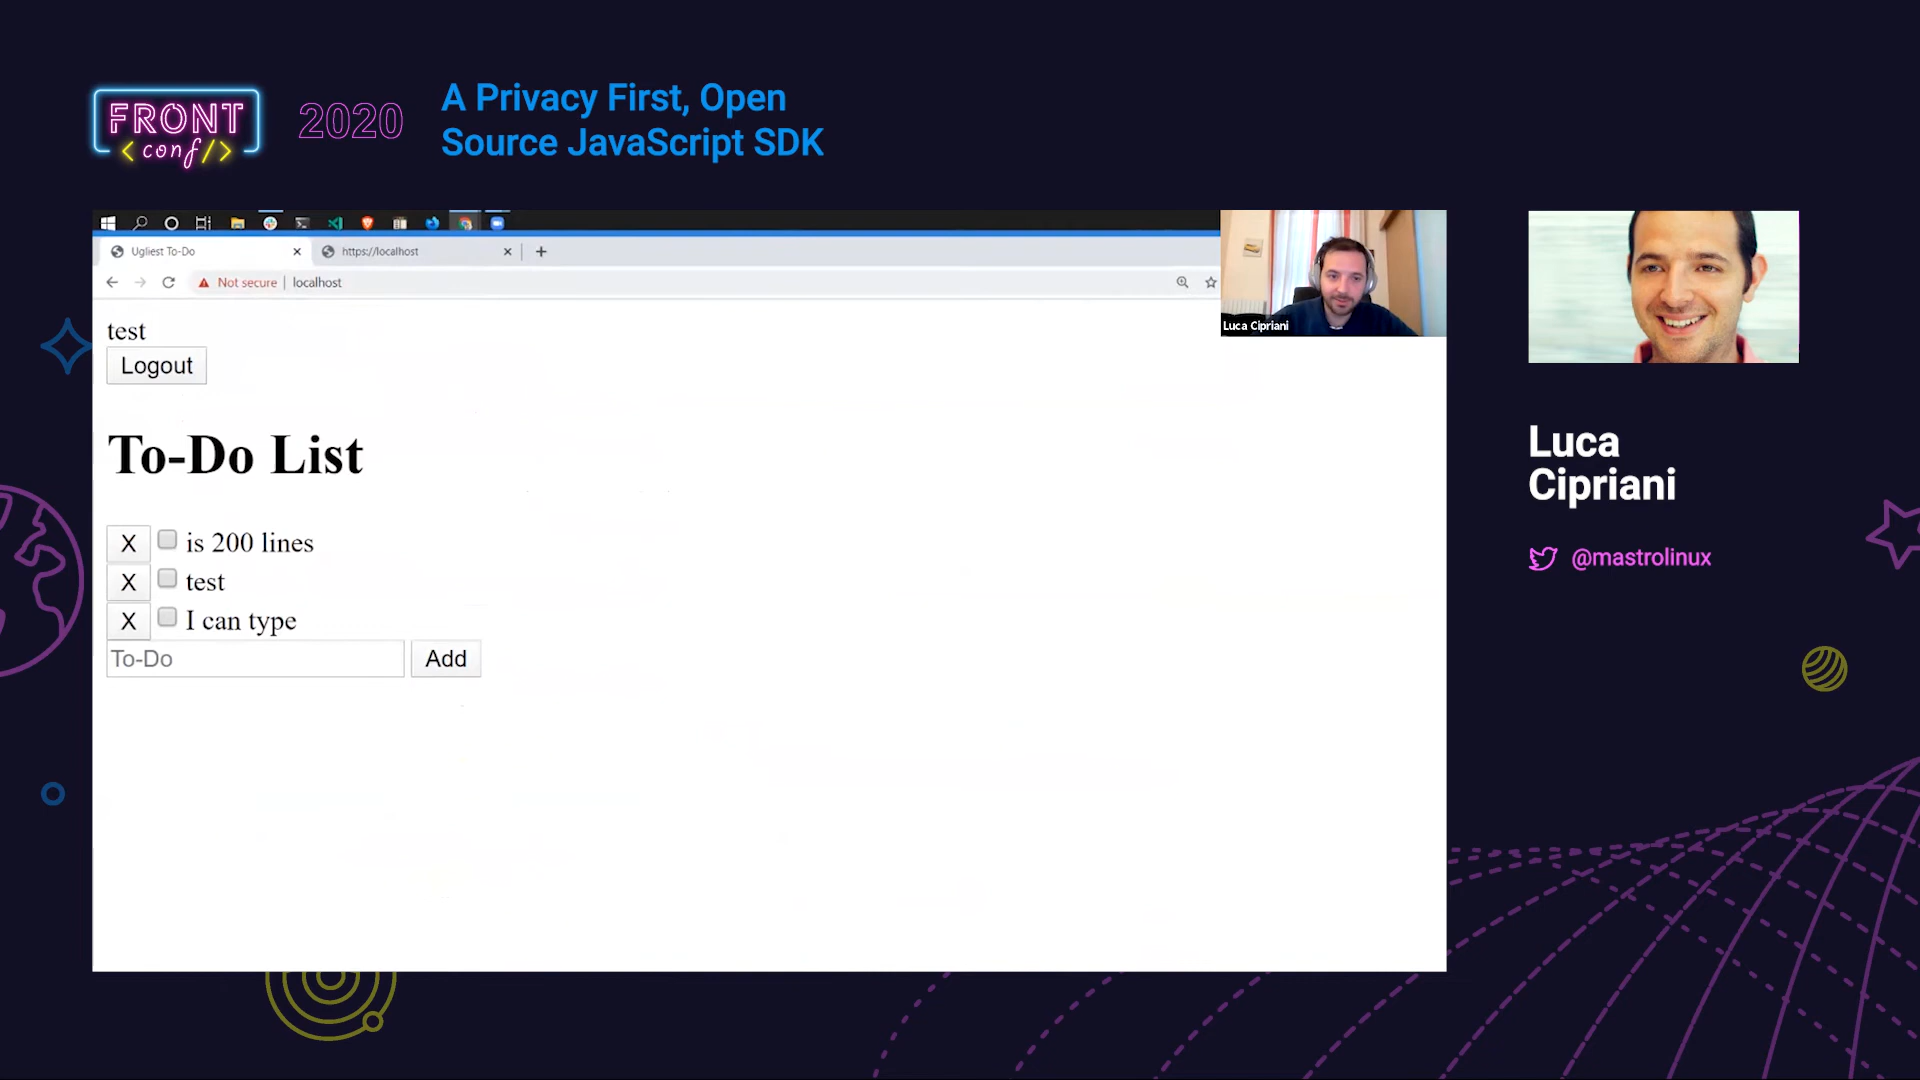 FRONT
<conf/>
2020
A Privacy First, Open
Source JavaScript SDK
Ugliest To-Do
https://localhost
Not secure
localhost
Luca Cipriani
test
Logout
To-Do List
X is 200 lines
X test
X I can type
To-Do
Add
Luca
Cipriani
@mastrolinux